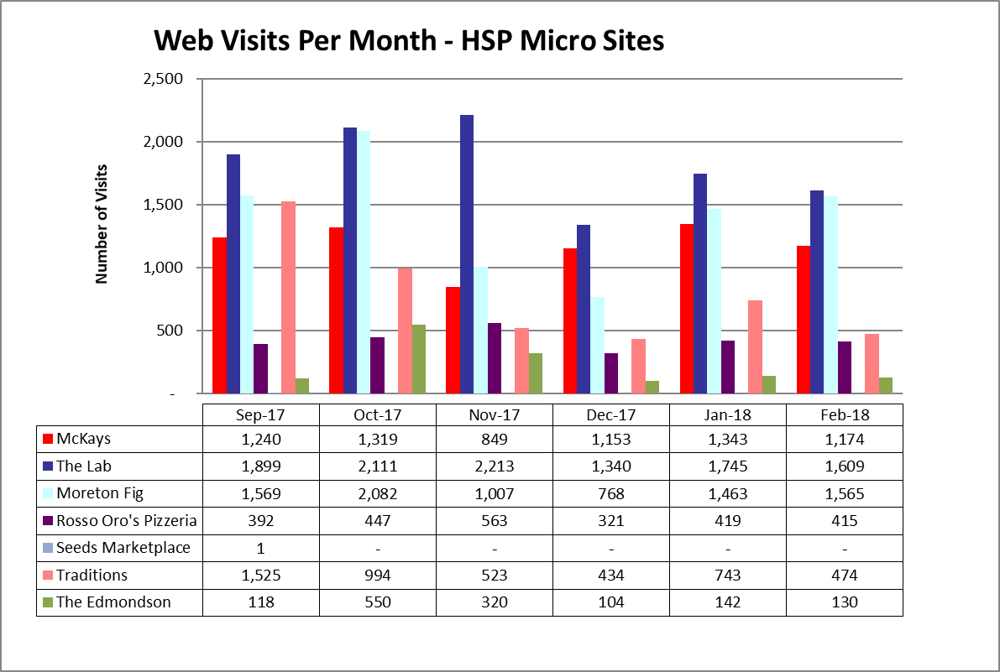 Web Visits Per Month - HSP Micro Sites
2,500
2,000
1,500
1,000
500
-
Number of Visits
Sep-17 Oct-17 Nov-17 Dec-17 Jan-18 Feb-18
McKays 1,240 1,319 849 1,153 1,343 1,174
The Lab 1,899 2,111 2,213 1,340 1,745 1,609
Moreton Fig 1,569 2,082 1,007 768 1,463 1,565
Rosso Oro's Pizzeria 392 447 563 321 419 415
Seeds Marketplace 1 - - - - -
Traditions 1,525 994 523 434 743 474
The Edmondson 118 550 320 104 142 130